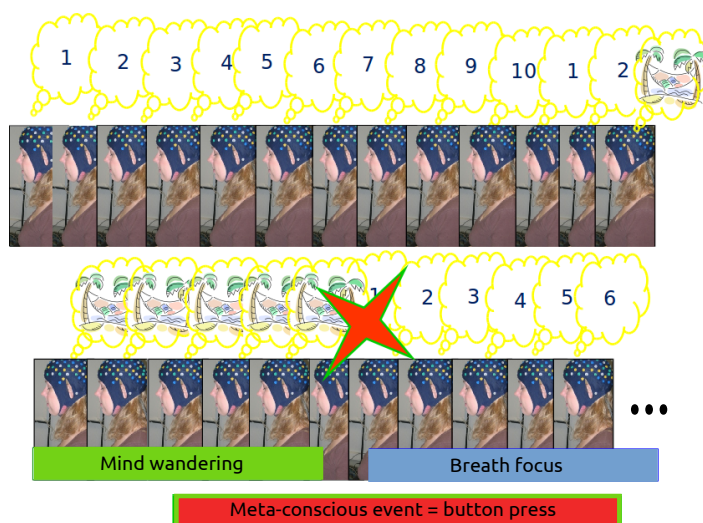 1 2 3 4 5 6 7 8 9 10 1 2
1 2 3 4 5 6
...
Mind wandering Breath focus
Meta-conscious event = button press